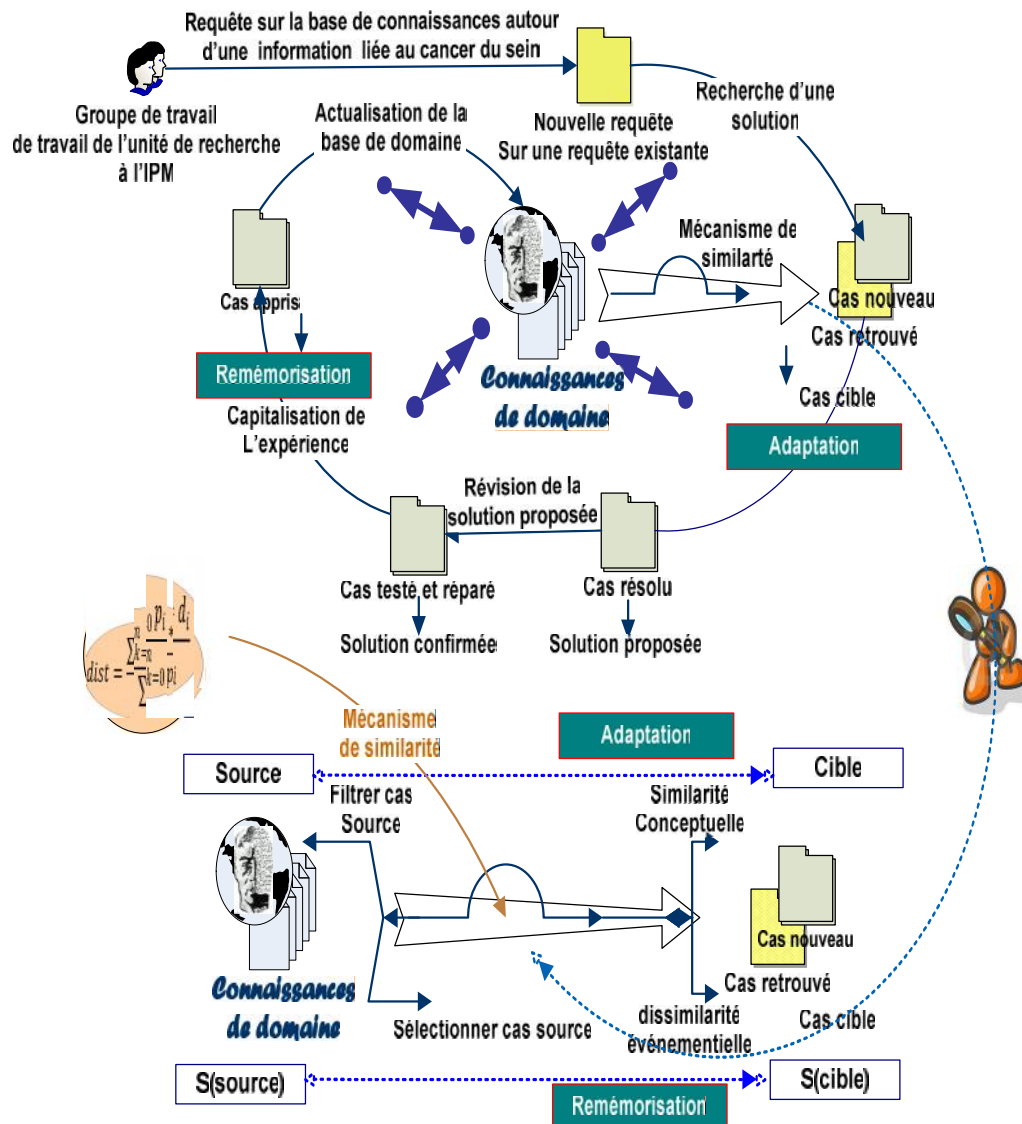 Requête sur la base de connaissances autour
d'une information liée au cancer du sein
Groupe de travail
de travail de l'unité de recherche
à l'IPM
Actualisation de la
base de domaine
Nouvelle requête
Sur une requête existante
Recherche d'une
solution
Mécanisme de
similarté
Cas nouveau
Cas retrouvé
Cas cible
Cas appris
Remémorisation
Capitalisation de
L'expérience
Connaissances
de domaine
Adaptation
Révision de la
solution proposée
Cas testé et réparé
Cas résolu
Solution confirmée
Solution proposée
Mécanisme
de similarité
Adaptation
Source
Cible
Filtrer cas
Source
Similarité
Conceptuelle
Cas nouveau
Cas retrouvé
Cas cible
Connaissances
de domaine
Sélectionner cas source
dissimilarité
événementielle
S(source)
S(cible)
Remémorisation